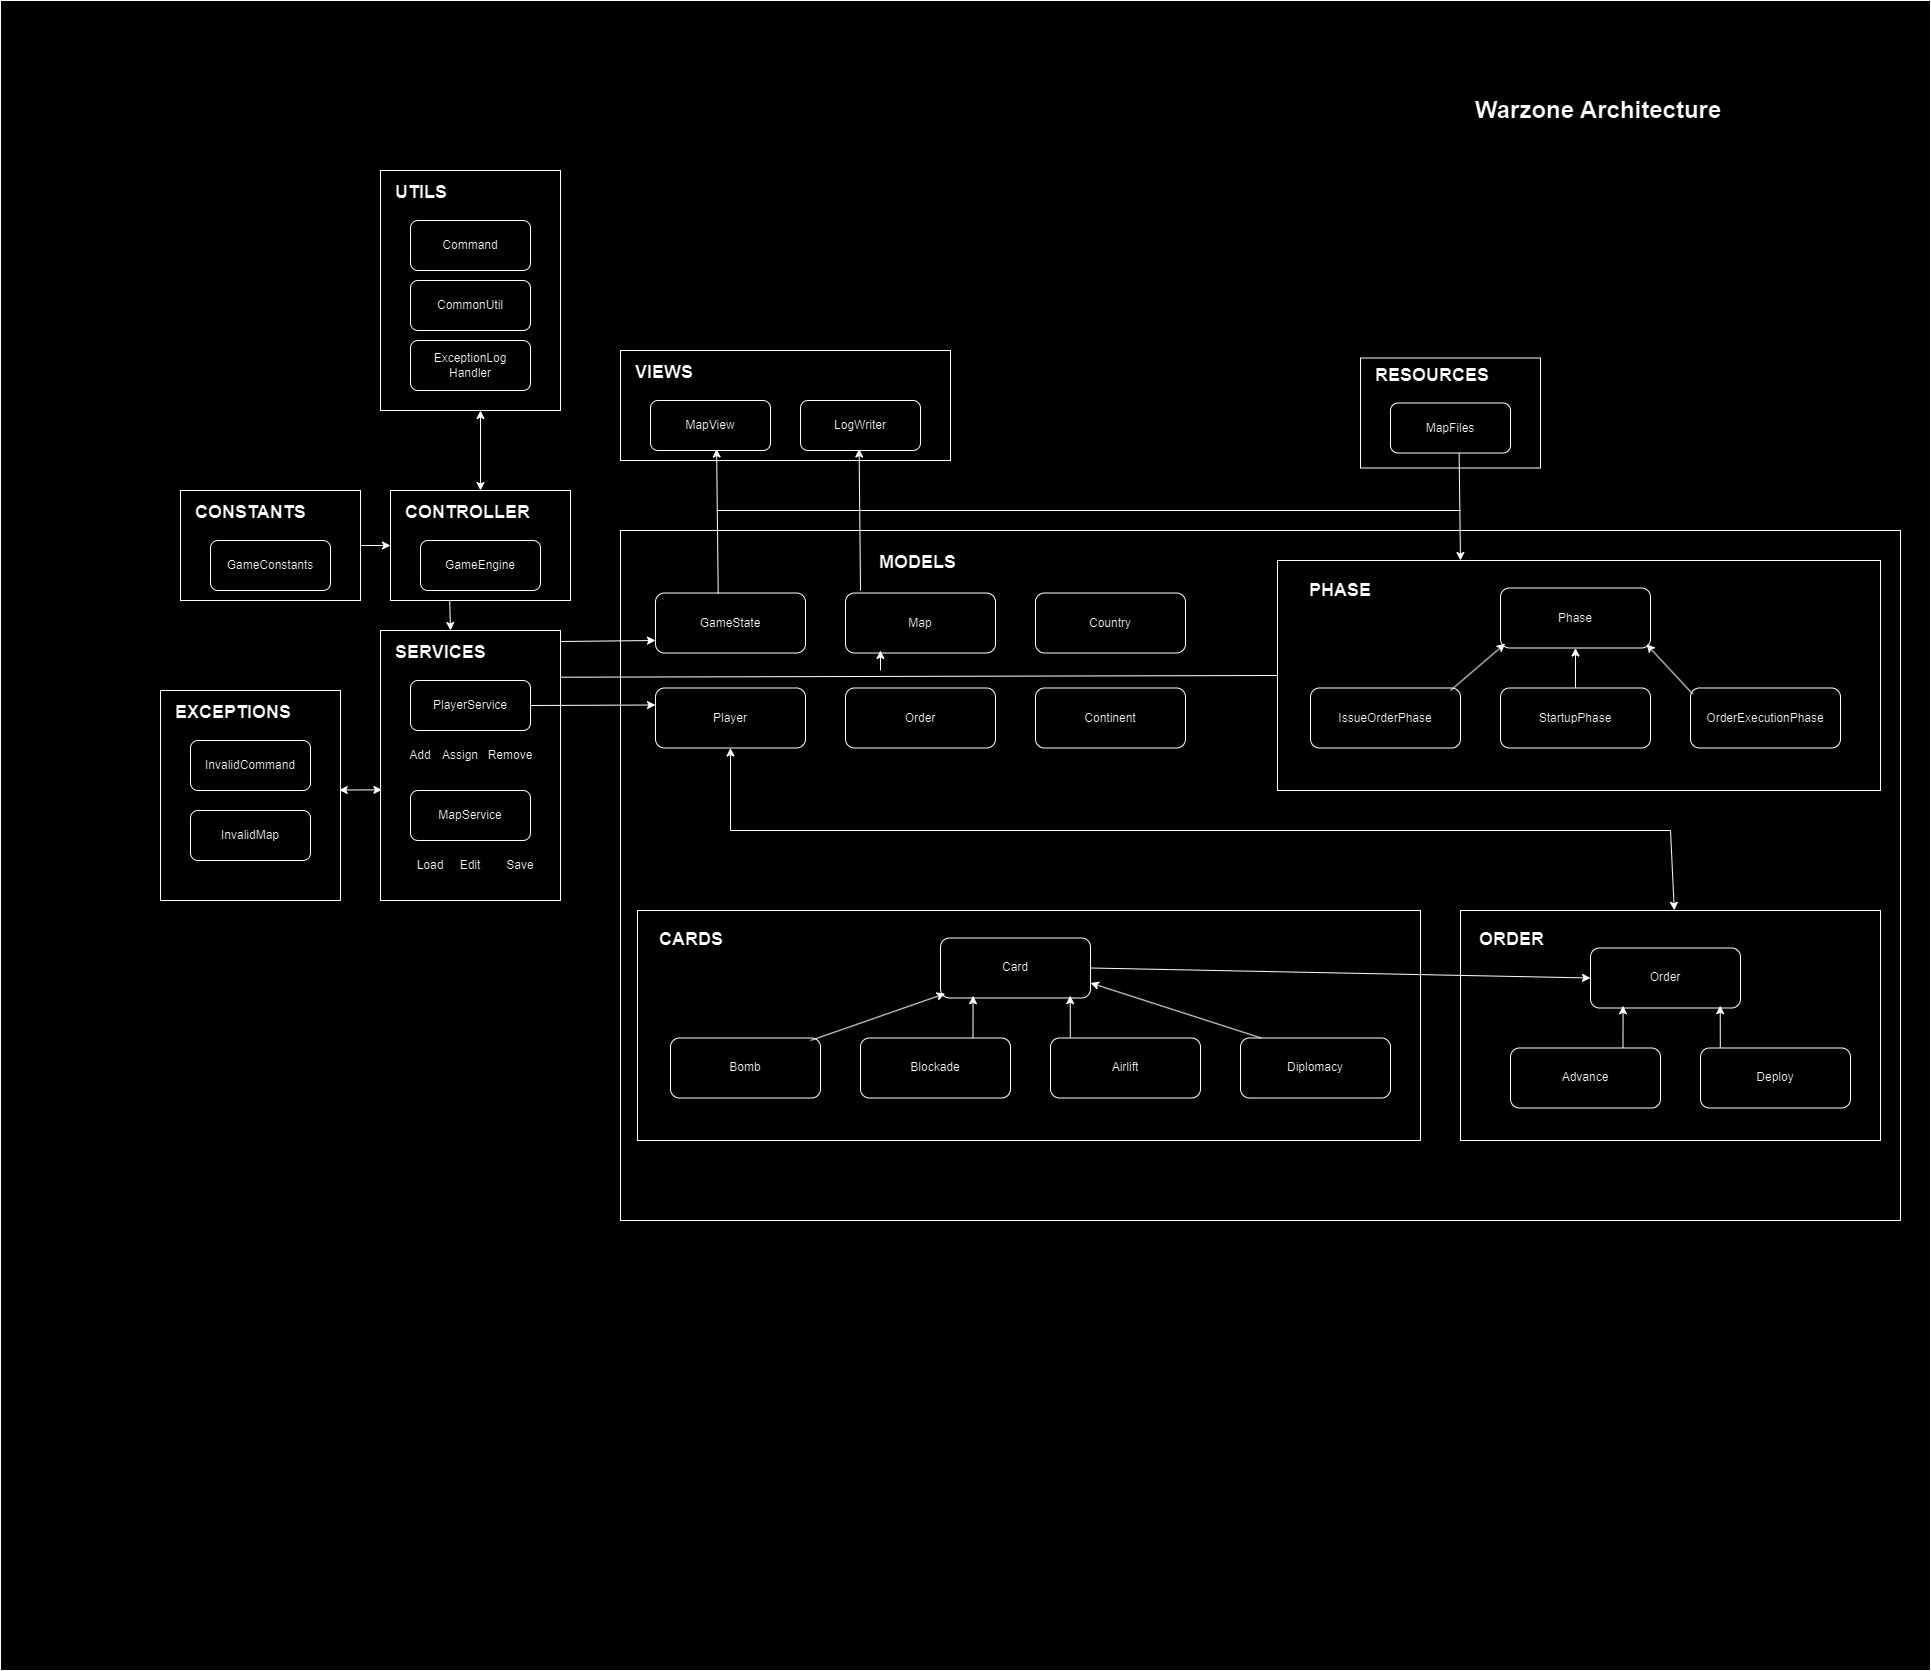 Warzone Architecture
UTILS
Command
CommonUtil
ExceptionLog
Handler
VIEWS
MapView
LogWriter
RESOURCES
MapFiles
CONSTANTS
GameConstants
CONTROLLER
GameEngine
MODELS
GameState
Map
Country
Player
Order
Continent
PHASE
Phase
IssueOrderPhase
StartupPhase
OrderExecutionPhase
SERVICES
PlayerService
Add Assign Remove
MapService
Load Edit Save
EXCEPTIONS
InvalidCommand
InvalidMap
CARDS
Card
Bomb
Blockade
Airlift
Diplomacy
ORDER
Order
Advance
Deploy